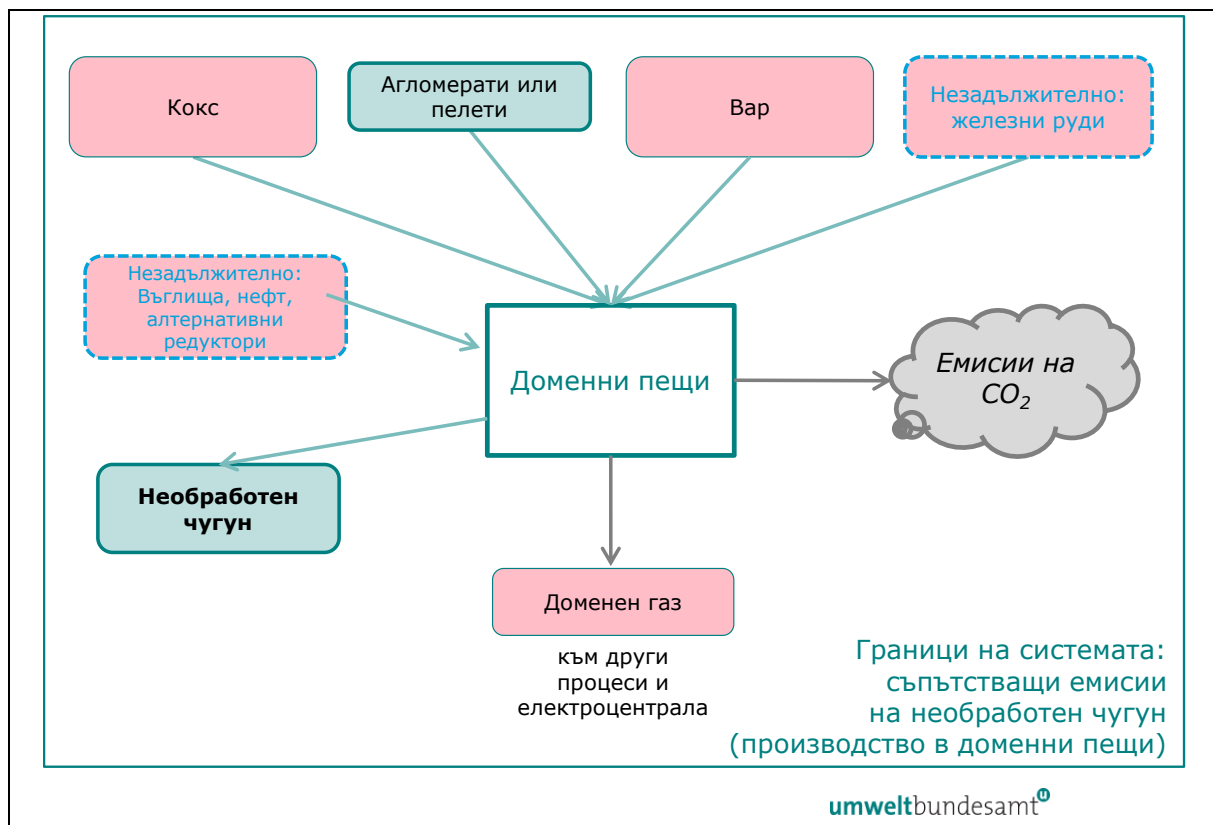 Кокс
Агломерати или
пелети
Вар
Незадължително:
железни руди
Незадължително:
Въглища, нефт,
алтернативни
редуктори
Доменни пещи
Емисии на
CO2
Необработен
чугун
Доменен газ
към други
процеси и
електроцентрала
Граници на системата:
съпътстващи емисии
на необработен чугун
(производство в доменни пещи)
umweltbundesamtU